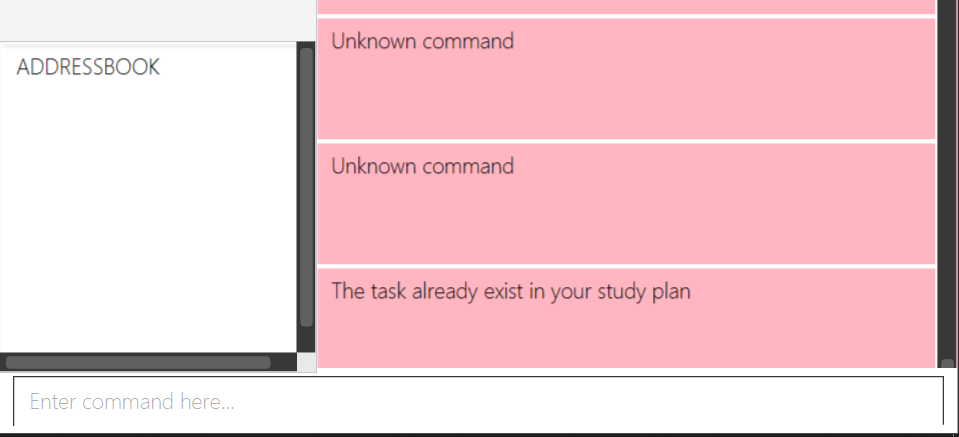 ADDRESSBOOK
Unknown command
Unknown command
The task already exist in your study plan
Enter command here...